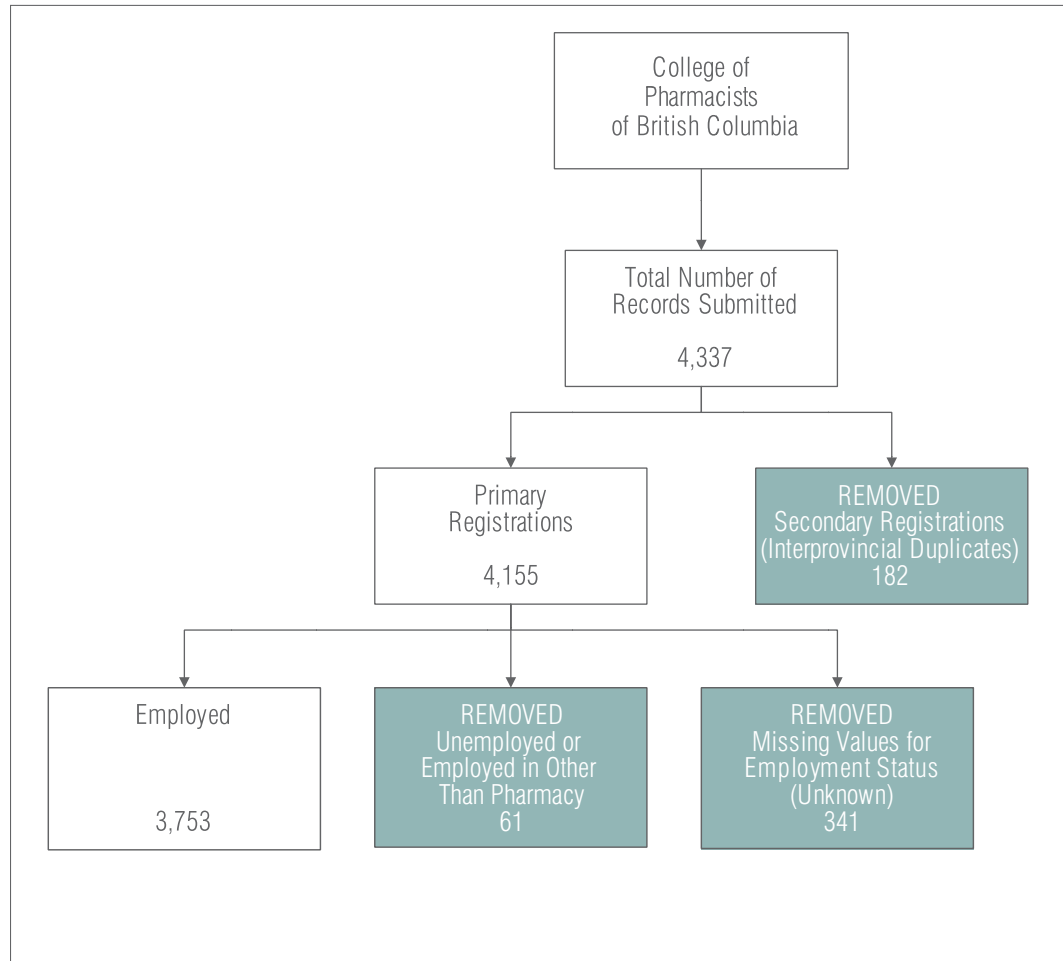 College of
Pharmacists
of British Columbia
Total Number of
Records Submitted
4,337
Primary
Registrations
4,155
REMOVED
Secondary Registrations
(Interprovincial Duplicates)
182
Employed
3,753
REMOVED
Unemployed or
Employed in Other
Than Pharmacy
61
REMOVED
Missing Values for
Employment Status
(Unknown)
341